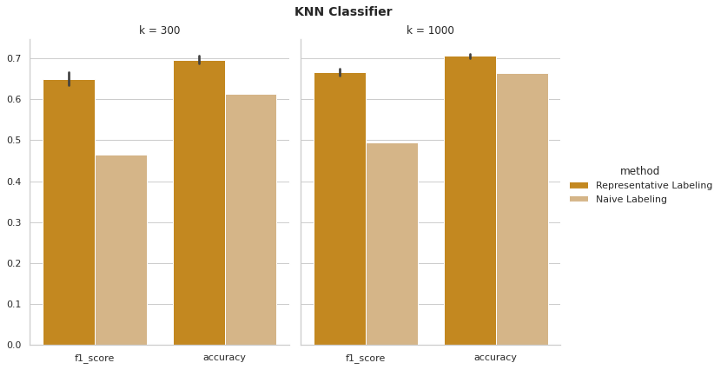 KNN Classifier
k = 300
k = 1000
0.7
0.6
0.5
0.4
0.3
0.2
0.1
0.0
f1_score
accuracy
f1_score
accuracy
method
Representative Labeling
Naive Labeling